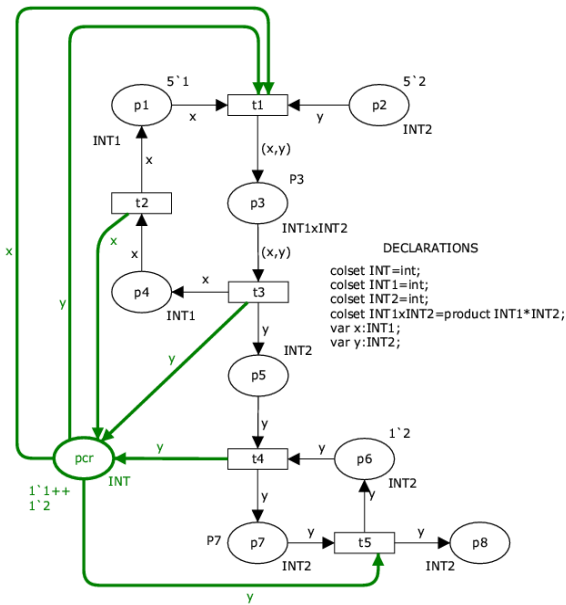 5`1
5`2
p1
x
t1
y
p2
INT1
INT2
x
(x,y)
P3
t2
p3
x
INT1xINT2
x
y
x
(x,y)
DECLARATIONS
colset INT=int;
colset INT1=int;
colset INT2=int;
colset INT1xINT2=product INT1*INT2;
var x:INT1;
var y:INT2;
p4
x
t3
INT1
y
y
INT2
p5
y
1`2
pcr
y
t4
y
p6
INT
INT2
1`1++
1`2
y
y
P7
p7
y
t5
y
p8
INT2
INT2
y